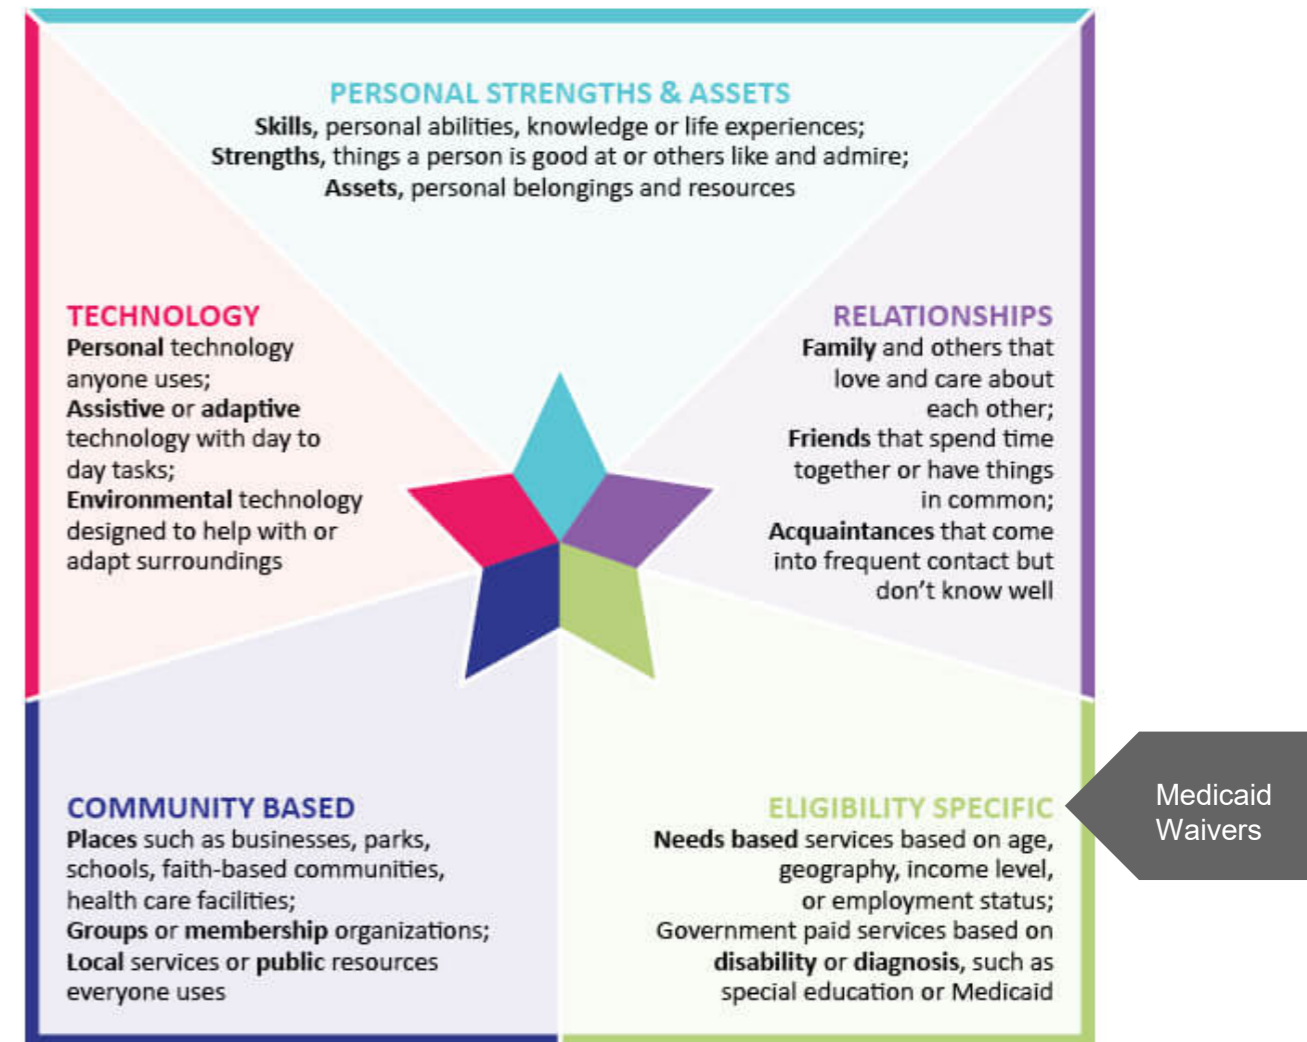 PERSONAL STRENGTHS & ASSETS
Skills, personal abilities, knowledge or life experiences;
Strengths, things a person is good at or others like and admire;
Assets, personal belongings and resources
TECHNOLOGY
Personal technology
anyone uses;
Assistive or adaptive
technology with day to
day tasks;
Environmental technology
designed to help with or
adapt surroundings
RELATIONSHIPS
Family and others that
love and care about
each other;
Friends that spend time
together or have things
in common;
Acquaintances that come
into frequent contact but
don't know well
COMMUNITY BASED
Places such as businesses, parks,
schools, faith-based communities,
health care facilities;
Groups or membership organizations;
Local services or public resources
everyone uses
ELIGIBILITY SPECIFIC
Needs based services based on age,
geography, income level,
or employment status;
Government paid services based on
disability or diagnosis, such as
special education or Medicaid
Medicaid
Waivers